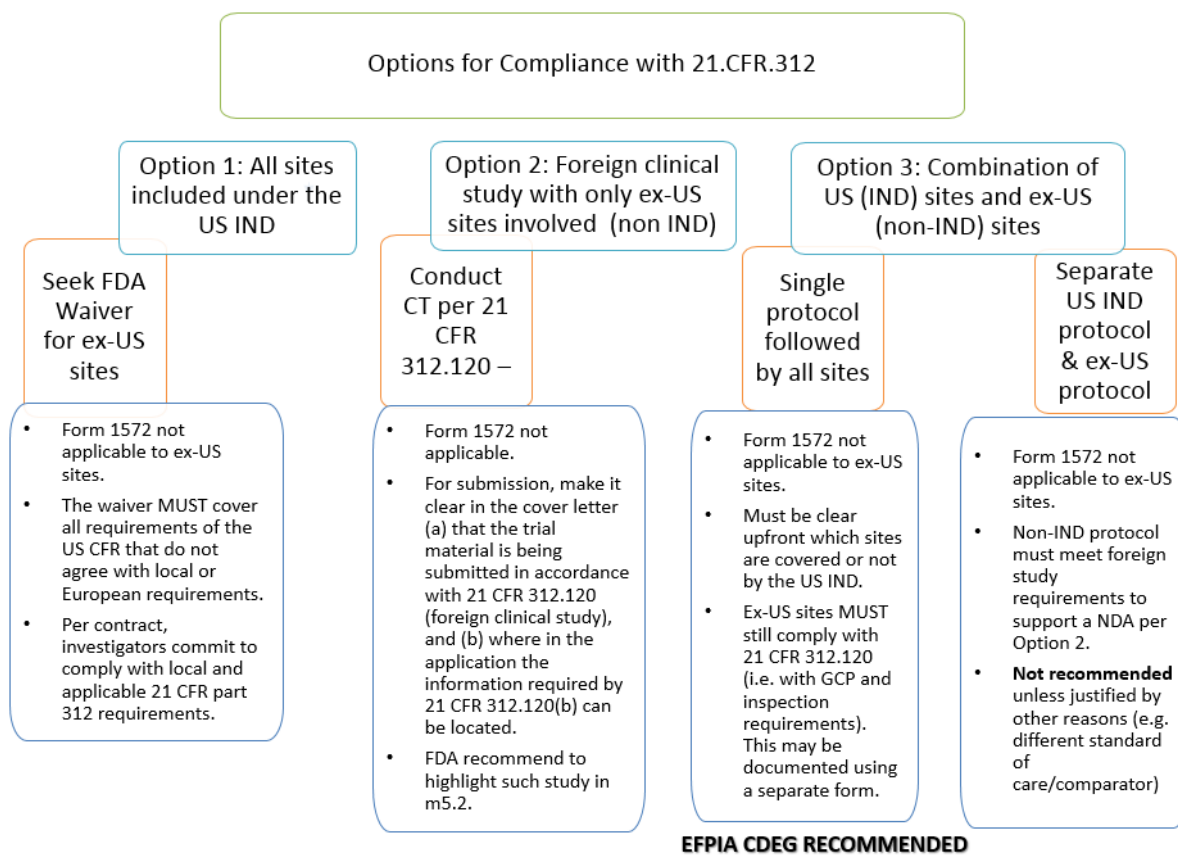 Options for Compliance with 21.CFR.312
Option 1: All sites
included under the
US IND
Option 2: Foreign clinical
study with only ex-US
sites involved (non IND)
Option 3: Combination of
US (IND) sites and ex-US
(non-IND) sites
Seek FDA
Waiver
for ex-US
sites
Conduct
CT per 21
CFR
312.120 –
Single
protocol
followed
by all sites
Separate
US IND
protocol
& ex-US
protocol
• Form 1572 not
applicable to ex-US
sites.
• The waiver MUST cover
all requirements of the
US CFR that do not
agree with local or
European requirements.
• Per contract,
investigators commit to
comply with local and
applicable 21 CFR part
312 requirements.
• Form 1572 not
applicable.
• For submission, make it
clear in the cover letter
(a) that the trial
material is being
submitted in accordance
with 21 CFR 312.120
(foreign clinical study),
and (b) where in the
application the
information required by
21 CFR 312.120(b) can
be located.
• FDA recommend to
highlight such study in
m5.2.
• Form 1572 not
applicable to ex-US
sites.
• Must be clear
upfront which sites
are covered or not
by the US IND.
• Ex-US sites MUST
still comply with
21 CFR 312.120
(i.e. with GCP and
inspection
requirements).
This may be
documented using
a separate form.
• Form 1572 not
applicable to ex-US
sites.
• Non-IND protocol
must meet foreign
study
requirements to
support a NDA per
Option 2.
• Not recommended
unless justified by
other reasons (e.g.
different standard
of
care/comparator)
EFPIA CDEG RECOMMENDED